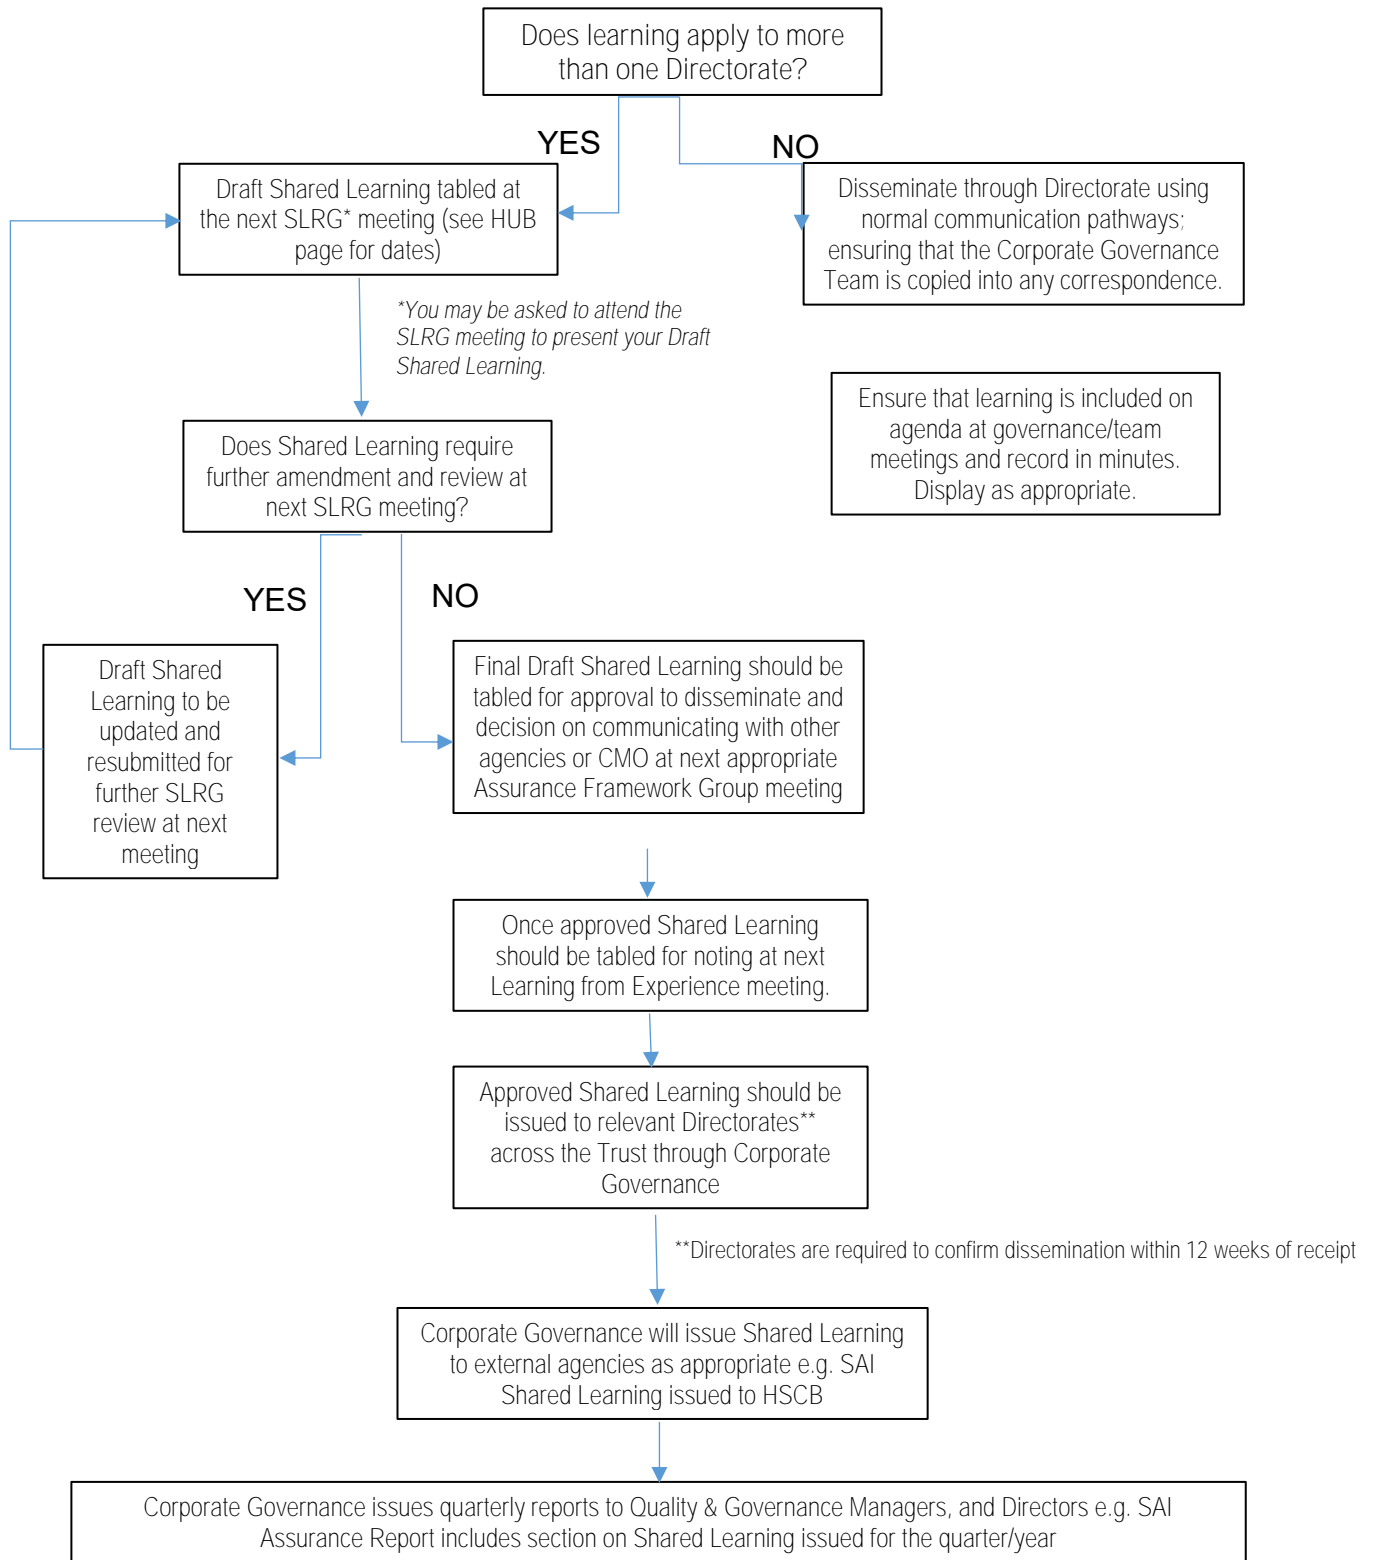 Does learning apply to more
than one Directorate?
YES
NO
Draft Shared Learning tabled at
the next SLRG* meeting (see HUB
page for dates)
Disseminate through Directorate using
normal communication pathways;
ensuring that the Corporate Governance
Team is copied into any correspondence.
*You may be asked to attend the
SLRG meeting to present your Draft
Shared Learning.
Ensure that learning is included on
agenda at governance/team
meetings and record in minutes.
Display as appropriate.
Does Shared Learning require
further amendment and review at
next SLRG meeting?
YES
NO
Draft Shared
Learning to be
updated and
resubmitted for
further SLRG
review at next
meeting
Final Draft Shared Learning should be
tabled for approval to disseminate and
decision on communicating with other
agencies or CMO at next appropriate
Assurance Framework Group meeting
Once approved Shared Learning
should be tabled for noting at next
Learning from Experience meeting.
Approved Shared Learning should be
issued to relevant Directorates**
across the Trust through Corporate
Governance
**Directorates are required to confirm dissemination within 12 weeks of receipt
Corporate Governance will issue Shared Learning
to external agencies as appropriate e.g. SAI
Shared Learning issued to HSCB
Corporate Governance issues quarterly reports to Quality & Governance Managers, and Directors e.g. SAI
Assurance Report includes section on Shared Learning issued for the quarter/year